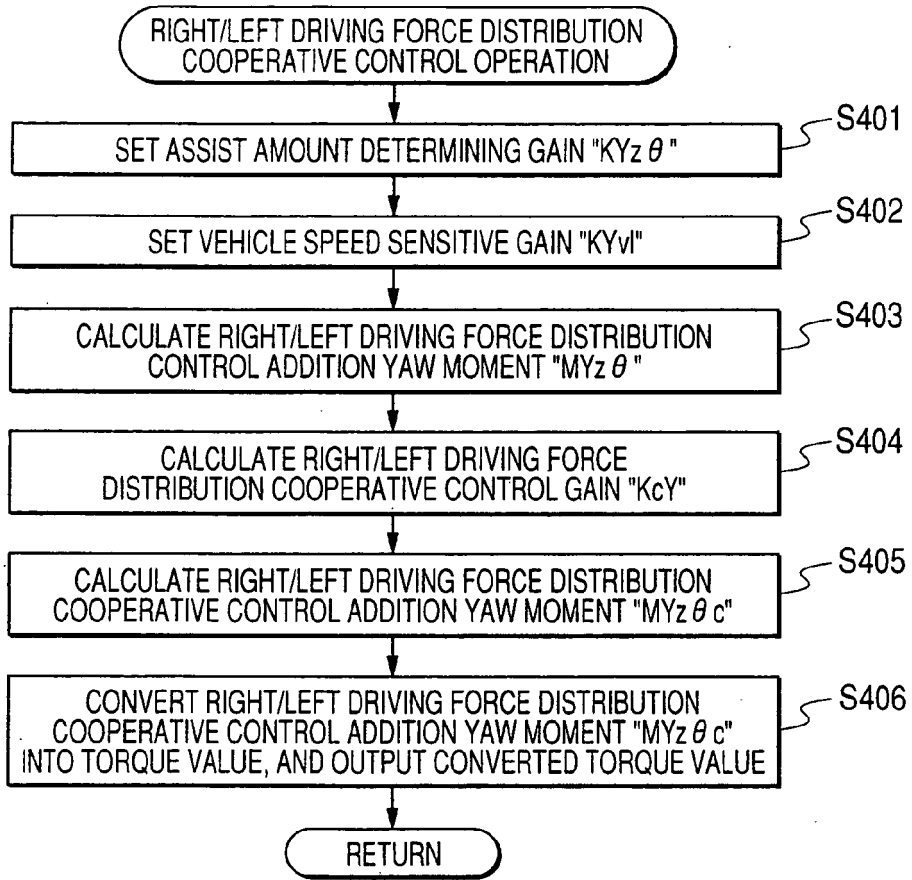 RIGHT/LEFT DRIVING FORCE DISTRIBUTION
COOPERATIVE CONTROL OPERATION
S401
SET ASSIST AMOUNT DETERMINING GAIN "KYz θ"
S402
SET VEHICLE SPEED SENSITIVE GAIN "KYvl"
S403
CALCULATE RIGHT/LEFT DRIVING FORCE DISTRIBUTION
CONTROL ADDITION YAW MOMENT "MYz θ"
S404
CALCULATE RIGHT/LEFT DRIVING FORCE
DISTRIBUTION COOPERATIVE CONTROL GAIN "KcY"
S405
CALCULATE RIGHT/LEFT DRIVING FORCE DISTRIBUTION
COOPERATIVE CONTROL ADDITION YAW MOMENT "MYz θ c"
S406
CONVERT RIGHT/LEFT DRIVING FORCE DISTRIBUTION
COOPERATIVE CONTROL ADDITION YAW MOMENT "MYz θ c"
INTO TORQUE VALUE, AND OUTPUT CONVERTED TORQUE VALUE
RETURN